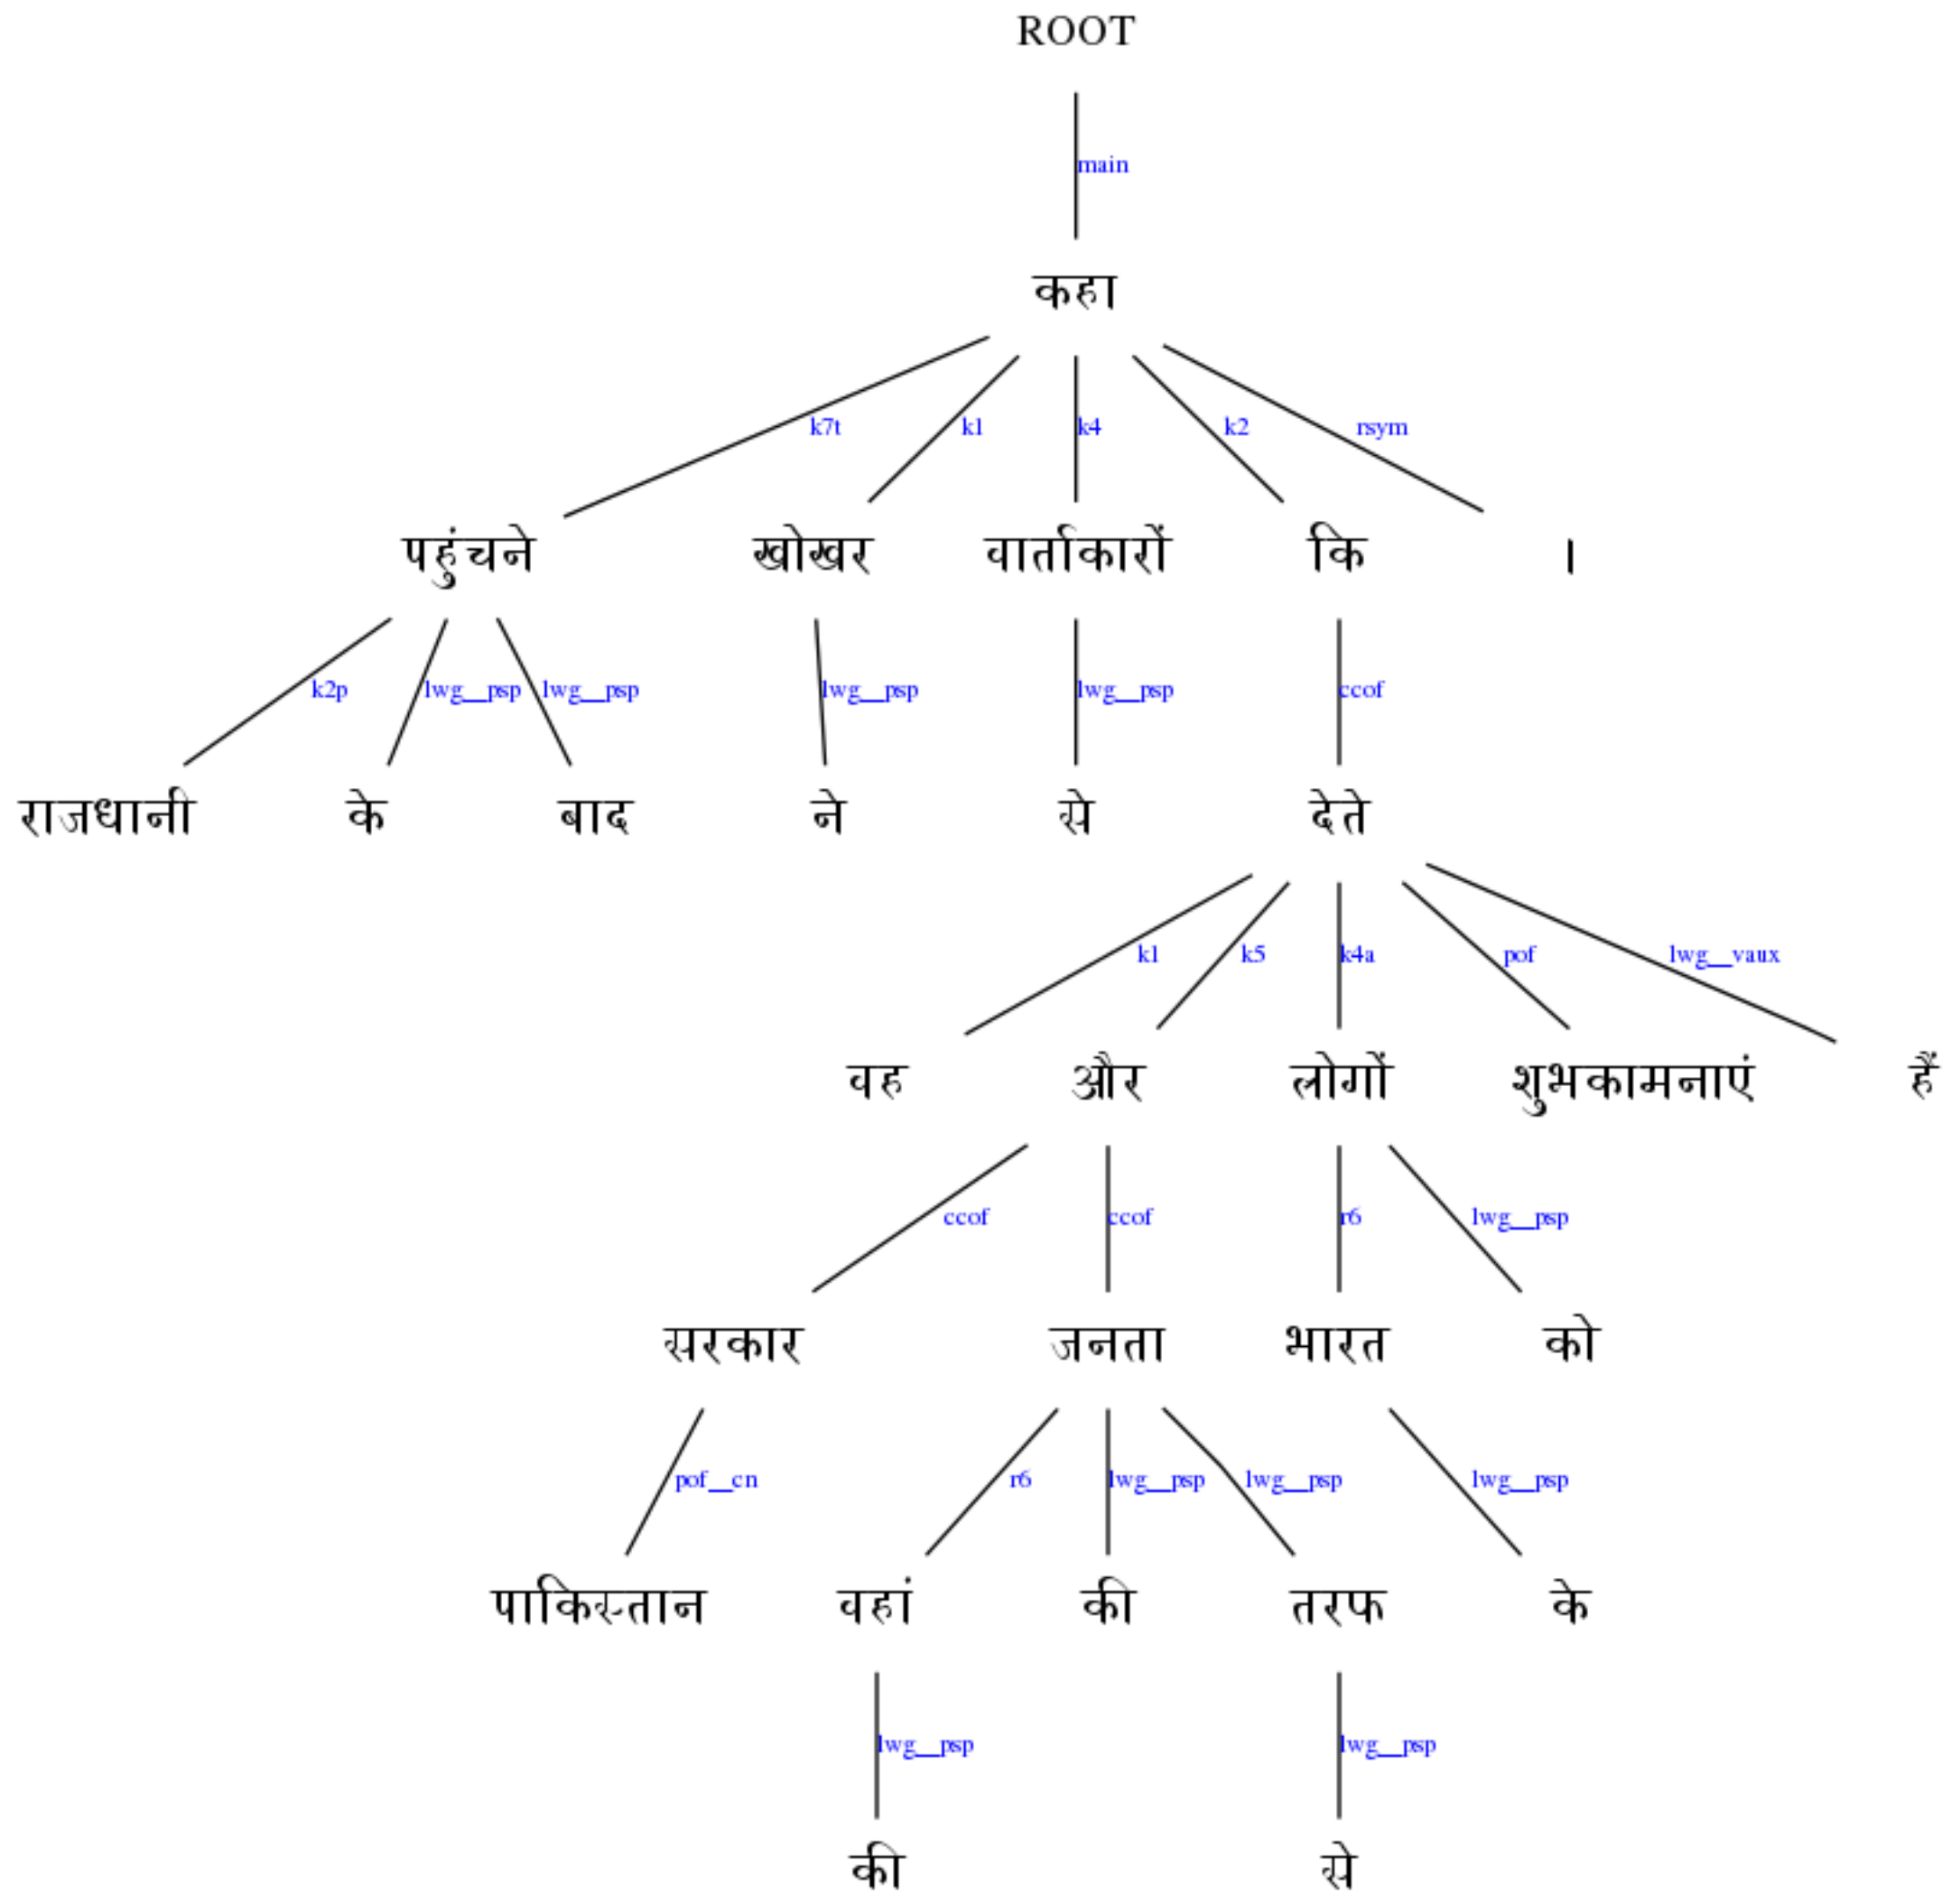 ROOT
main
कहा
k7t k1 k4 k2 rsym
पहुंचने खोखर वार्ताकारों कि ।
k2p lwg__psp lwg__psp lwg__psp lwg__psp ccof
राजधानी के बाद ने से देते
k1 k5 k4a pof lwg__vaux
वह और लोगों शुभकामनाएं हैं
ccof ccof r6 lwg__psp
सरकार जनता भारत को
pof__cn r6 lwg__psp lwg__psp lwg__psp
पाकिस्तान वहां की तरफ के
lwg__psp lwg__psp
की से